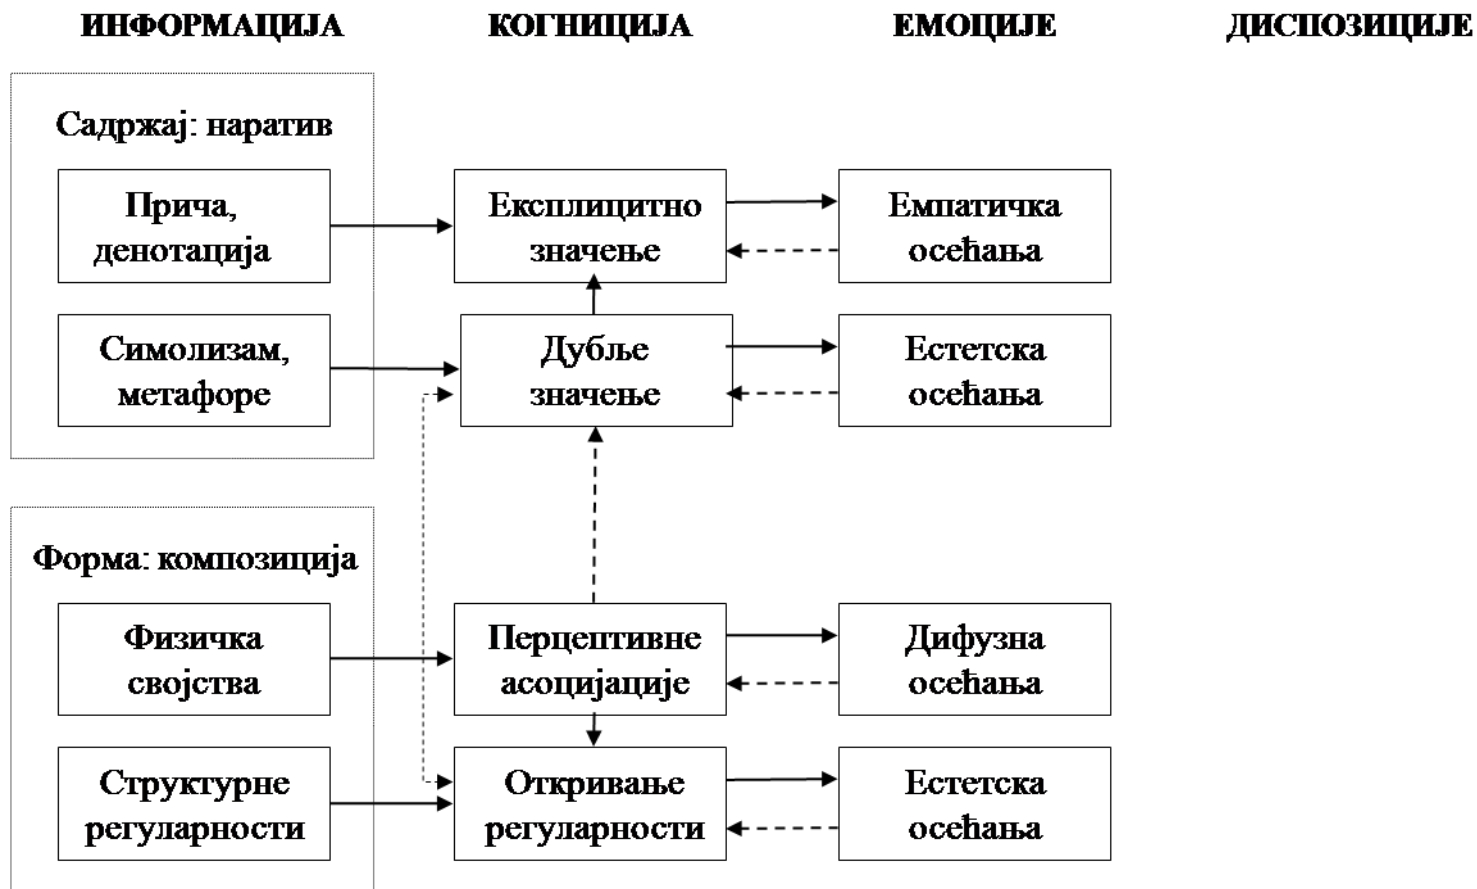 ИНФОРМАЦИЈА КОГНИЦИЈА ЕМОЦИЈЕ ДИСПОЗИЦИЈЕ
Садржај: наратив
Прича,
денотација
Експлицитно
значење
Емпатичка
осећања
Симолизам,
метафоре
Дубље
значење
Естетска
осећања
Форма: композиција
Физичка
својства
Перцептивне
асоцијације
Дифузна
осећања
Структурне
регуларности
Откривање
регуларности
Естетска
осећања